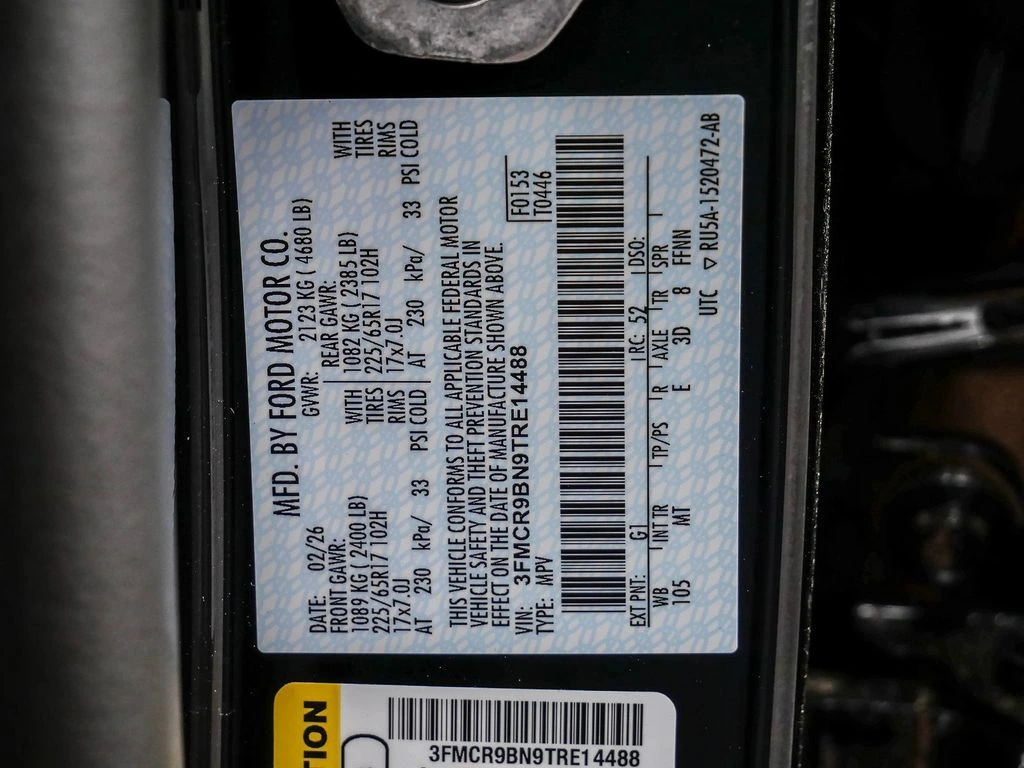 MFD. BY FORD MOTOR CO.
DATE: 02/26 GVWR: 2123 KG ( 4680 LB)
FRONT GAWR: REAR GAWR:
1089 KG ( 2400 LB) WITH 1082 KG ( 2385 LB) WITH
225/65R17 102H TIRES 225/65R17 102H TIRES
17x7.0J RIMS 17x7.0J RIMS
AT 230 kPa/ 33 PSI COLD AT 230 kPa/ 33 PSI COLD
THIS VEHICLE CONFORMS TO ALL APPLICABLE FEDERAL MOTOR
VEHICLE SAFETY AND THEFT PREVENTION STANDARDS IN
EFFECT ON THE DATE OF MANUFACTURE SHOWN ABOVE.
VIN: 3FMCR9BN9TRE14488 F0153
TYPE: MPV T0446
EXT PNT: G1 RC: 52 DSO:
WB INT TR TP/PS R AXLE TR SPR
105 MT E 3D 8 FFNN
UTC ▽ RU5A-1520472-AB
TION
3FMCR9BN9TRE14488